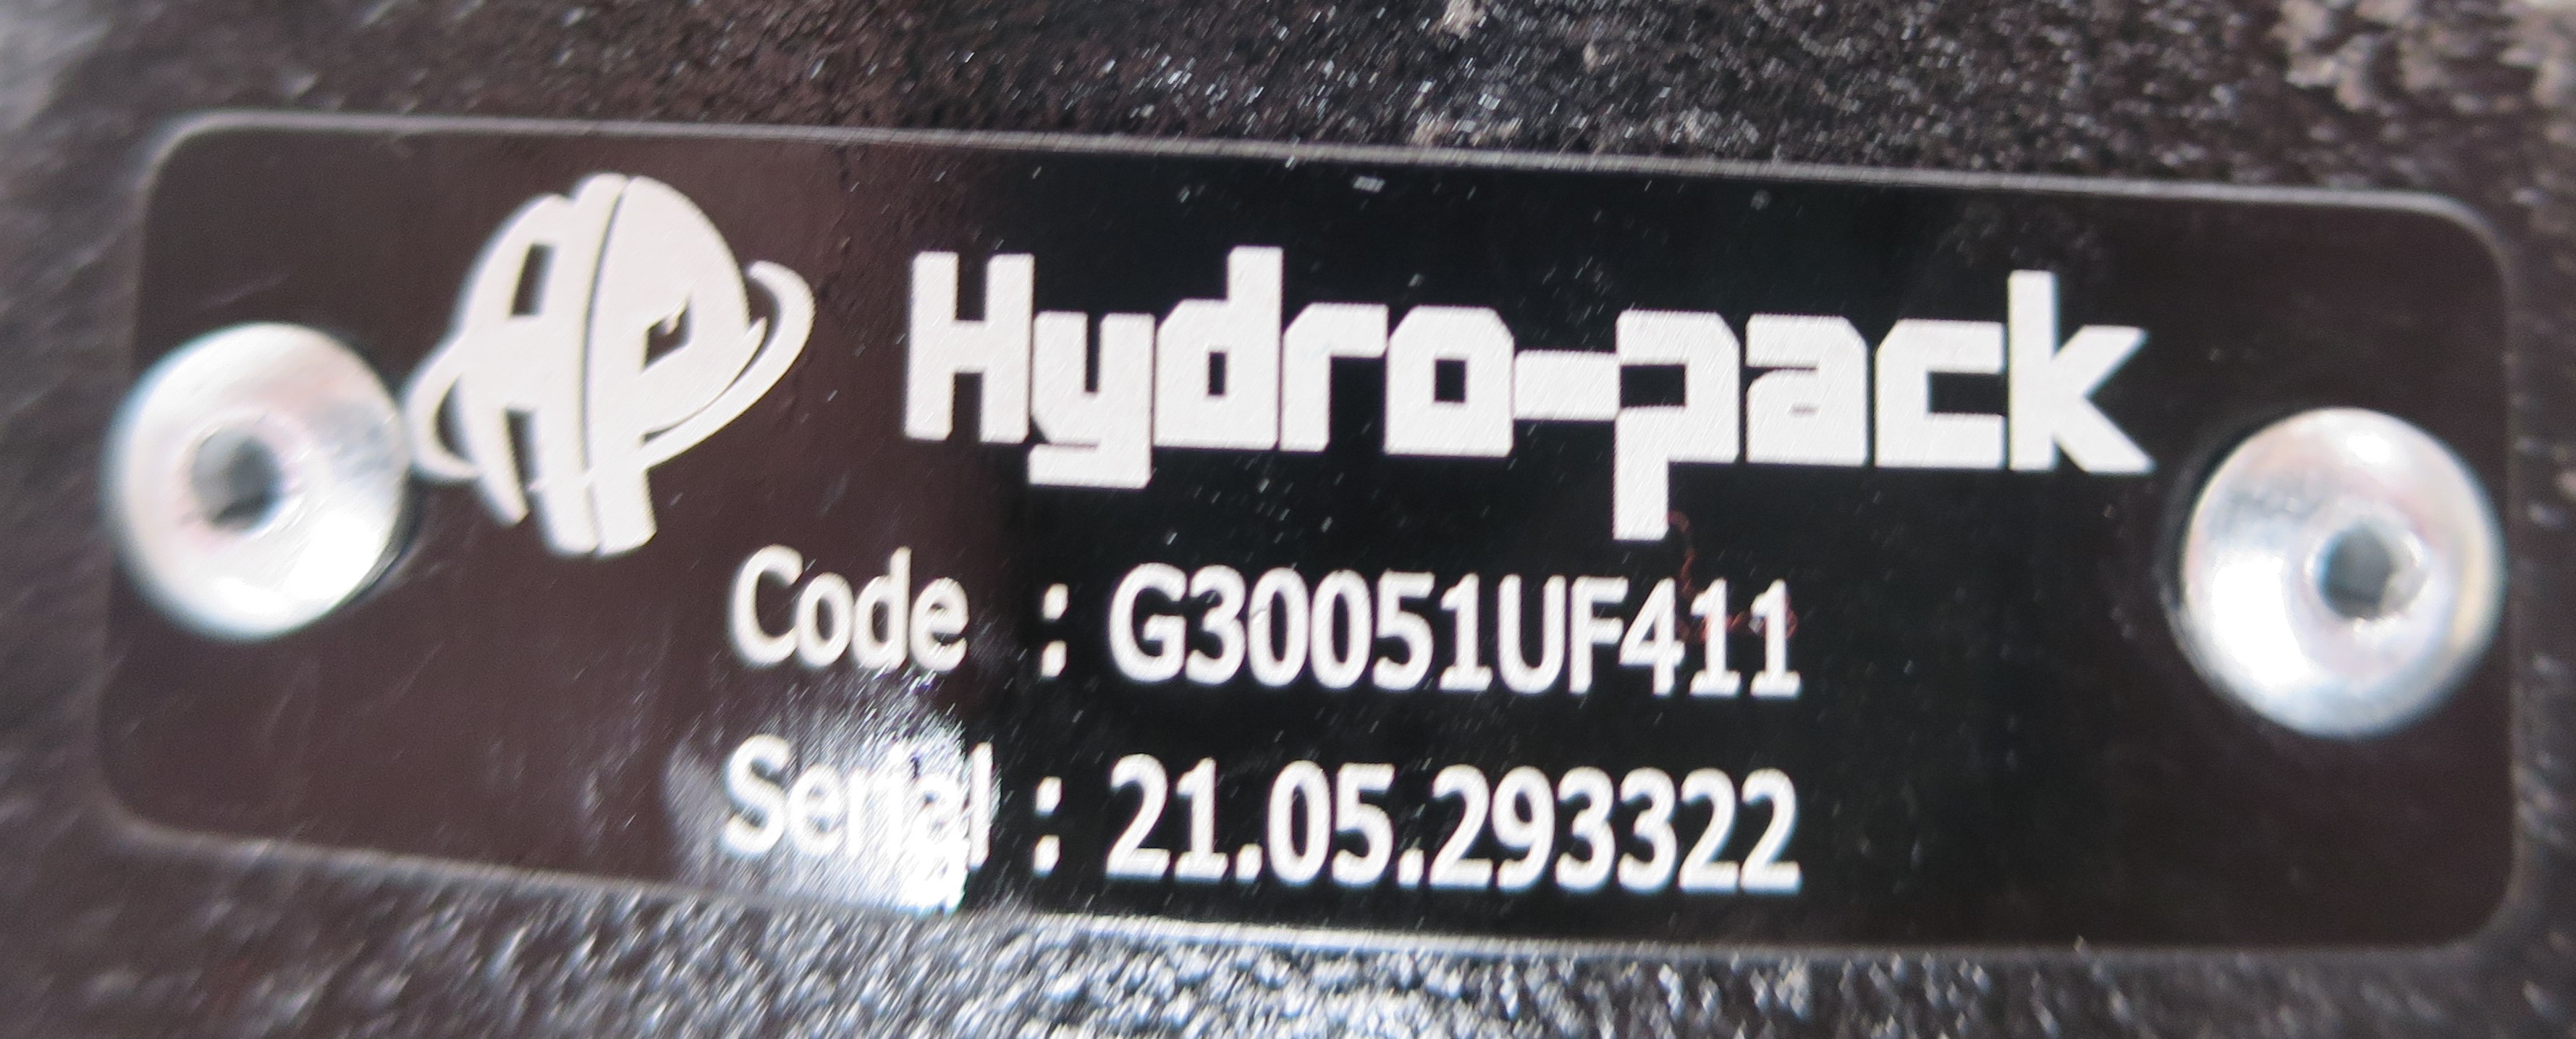 HP Hydro-pack
Code : G30051UF411
Serial : 21.05.293322